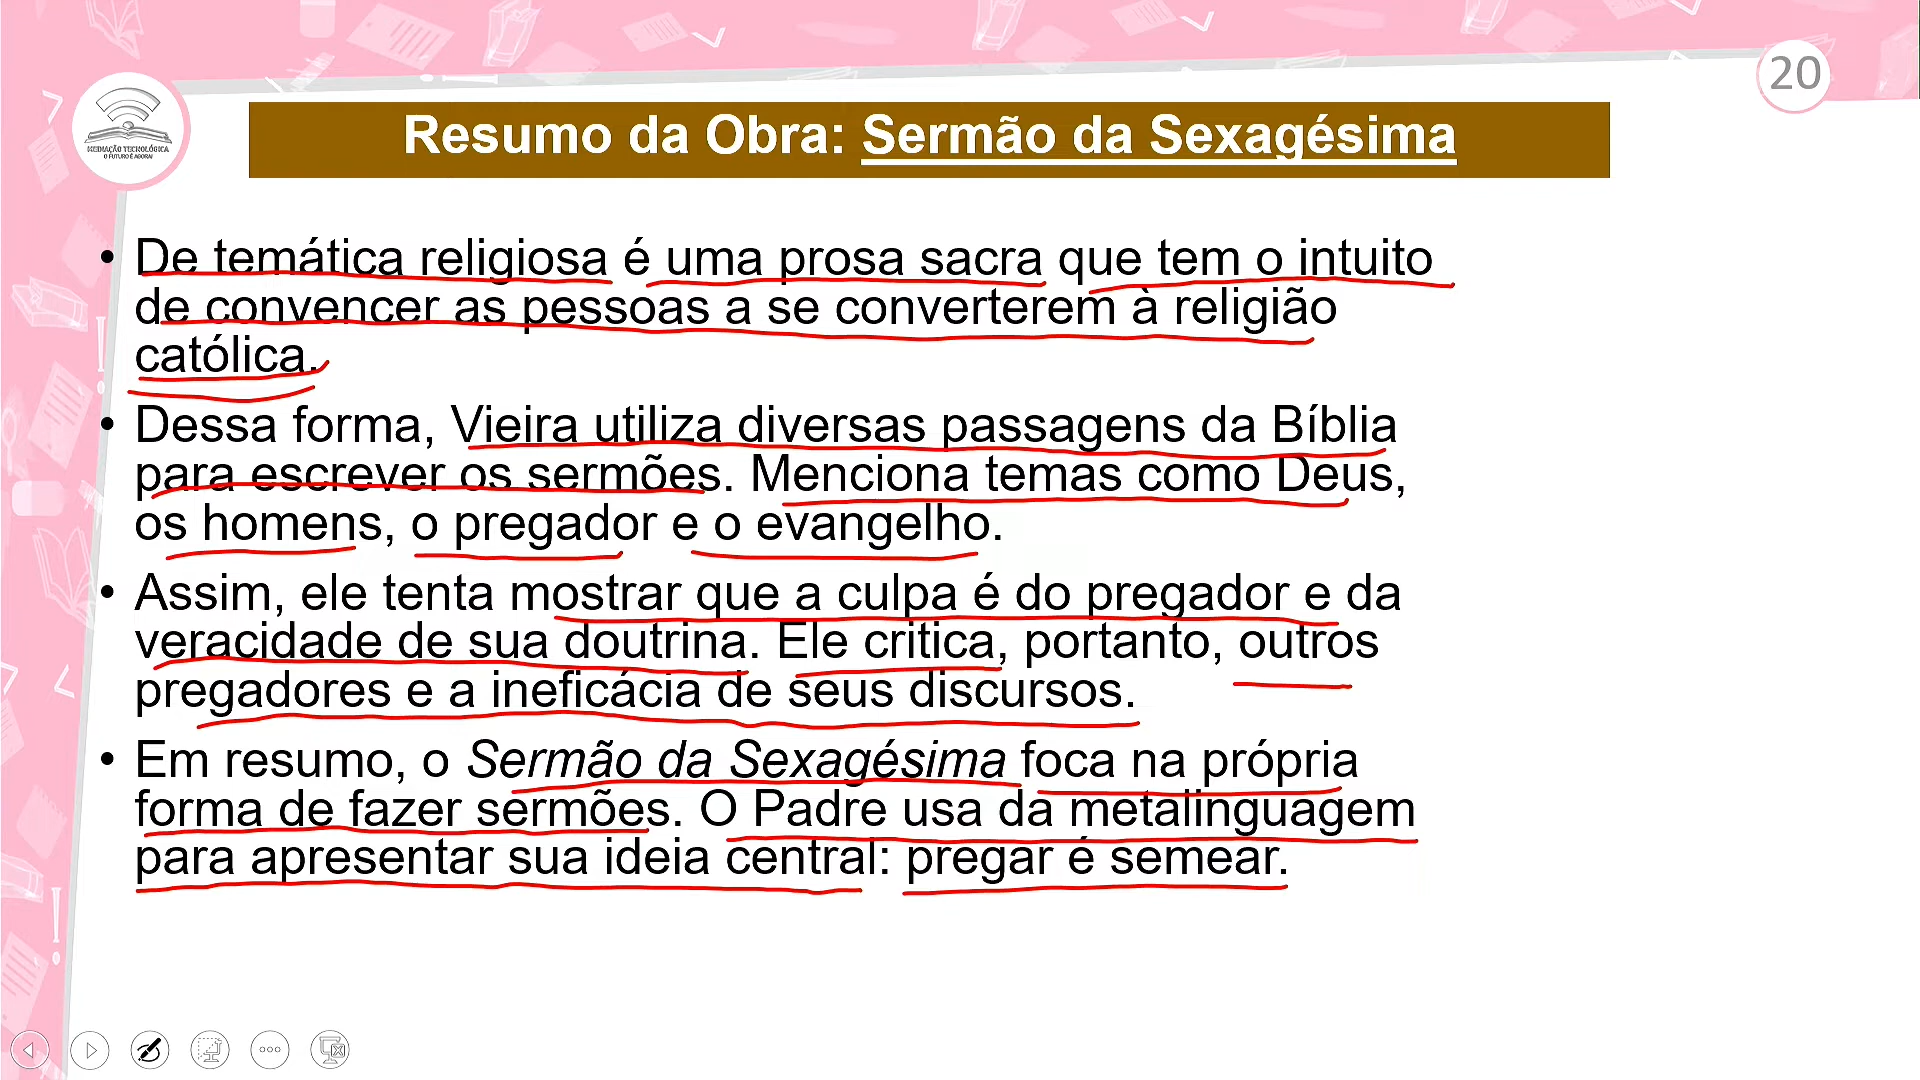 20
MEDIAÇÃO TECNOLÓGICA
O FUTURO É AGORA!
Resumo da Obra: Sermão da Sexagésima
• De temática religiosa é uma prosa sacra que tem o intuito
de convencer as pessoas a se converterem à religião
católica.
• Dessa forma, Vieira utiliza diversas passagens da Bíblia
para escrever os sermões. Menciona temas como Deus,
os homens, o pregador e o evangelho.
• Assim, ele tenta mostrar que a culpa é do pregador e da
veracidade de sua doutrina. Ele critica, portanto, outros
pregadores e a ineficácia de seus discursos.
• Em resumo, o Sermão da Sexagésima foca na própria
forma de fazer sermões. O Padre usa da metalinguagem
para apresentar sua ideia central: pregar é semear.